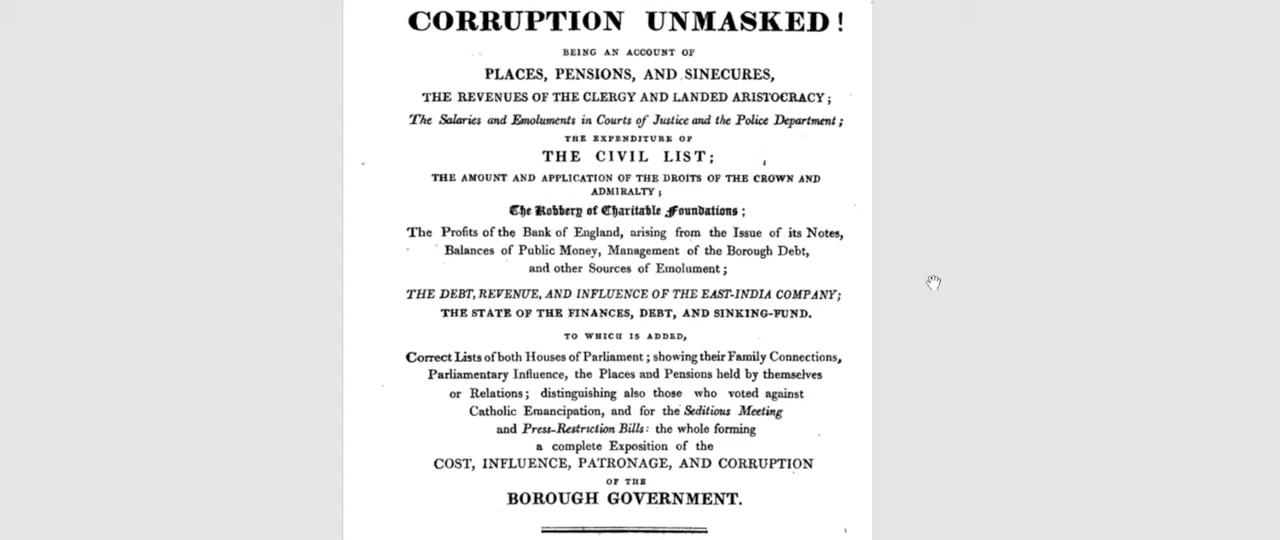 CORRUPTION UNMASKED!
BEING AN ACCOUNT OF
PLACES, PENSIONS, AND SINECURES,
THE REVENUES OF THE CLERGY AND LANDED ARISTOCRACY;
The Salaries and Emoluments in Courts of Justice and the Police Department;
THE EXPENDITURE OF
THE CIVIL LIST;
THE AMOUNT AND APPLICATION OF THE DROITS OF THE CROWN AND
ADMIRALTY;
The Robbery of Charitable Foundations;
The Profits of the Bank of England, arising from the Issue of its Notes,
Balances of Public Money, Management of the Borough Debt,
and other Sources of Emolument;
THE DEBT, REVENUE, AND INFLUENCE OF THE EAST-INDIA COMPANY;
THE STATE OF THE FINANCES, DEBT, AND SINKING-FUND.
TO WHICH IS ADDED,
Correct Lists of both Houses of Parliament; showing their Family Connections,
Parliamentary Influence, the Places and Pensions held by themselves
or Relations; distinguishing also those who voted against
Catholic Emancipation, and for the Seditious Meeting
and Press-Restriction Bills: the whole forming
a complete Exposition of the
COST, INFLUENCE, PATRONAGE, AND CORRUPTION
OF THE
BOROUGH GOVERNMENT.